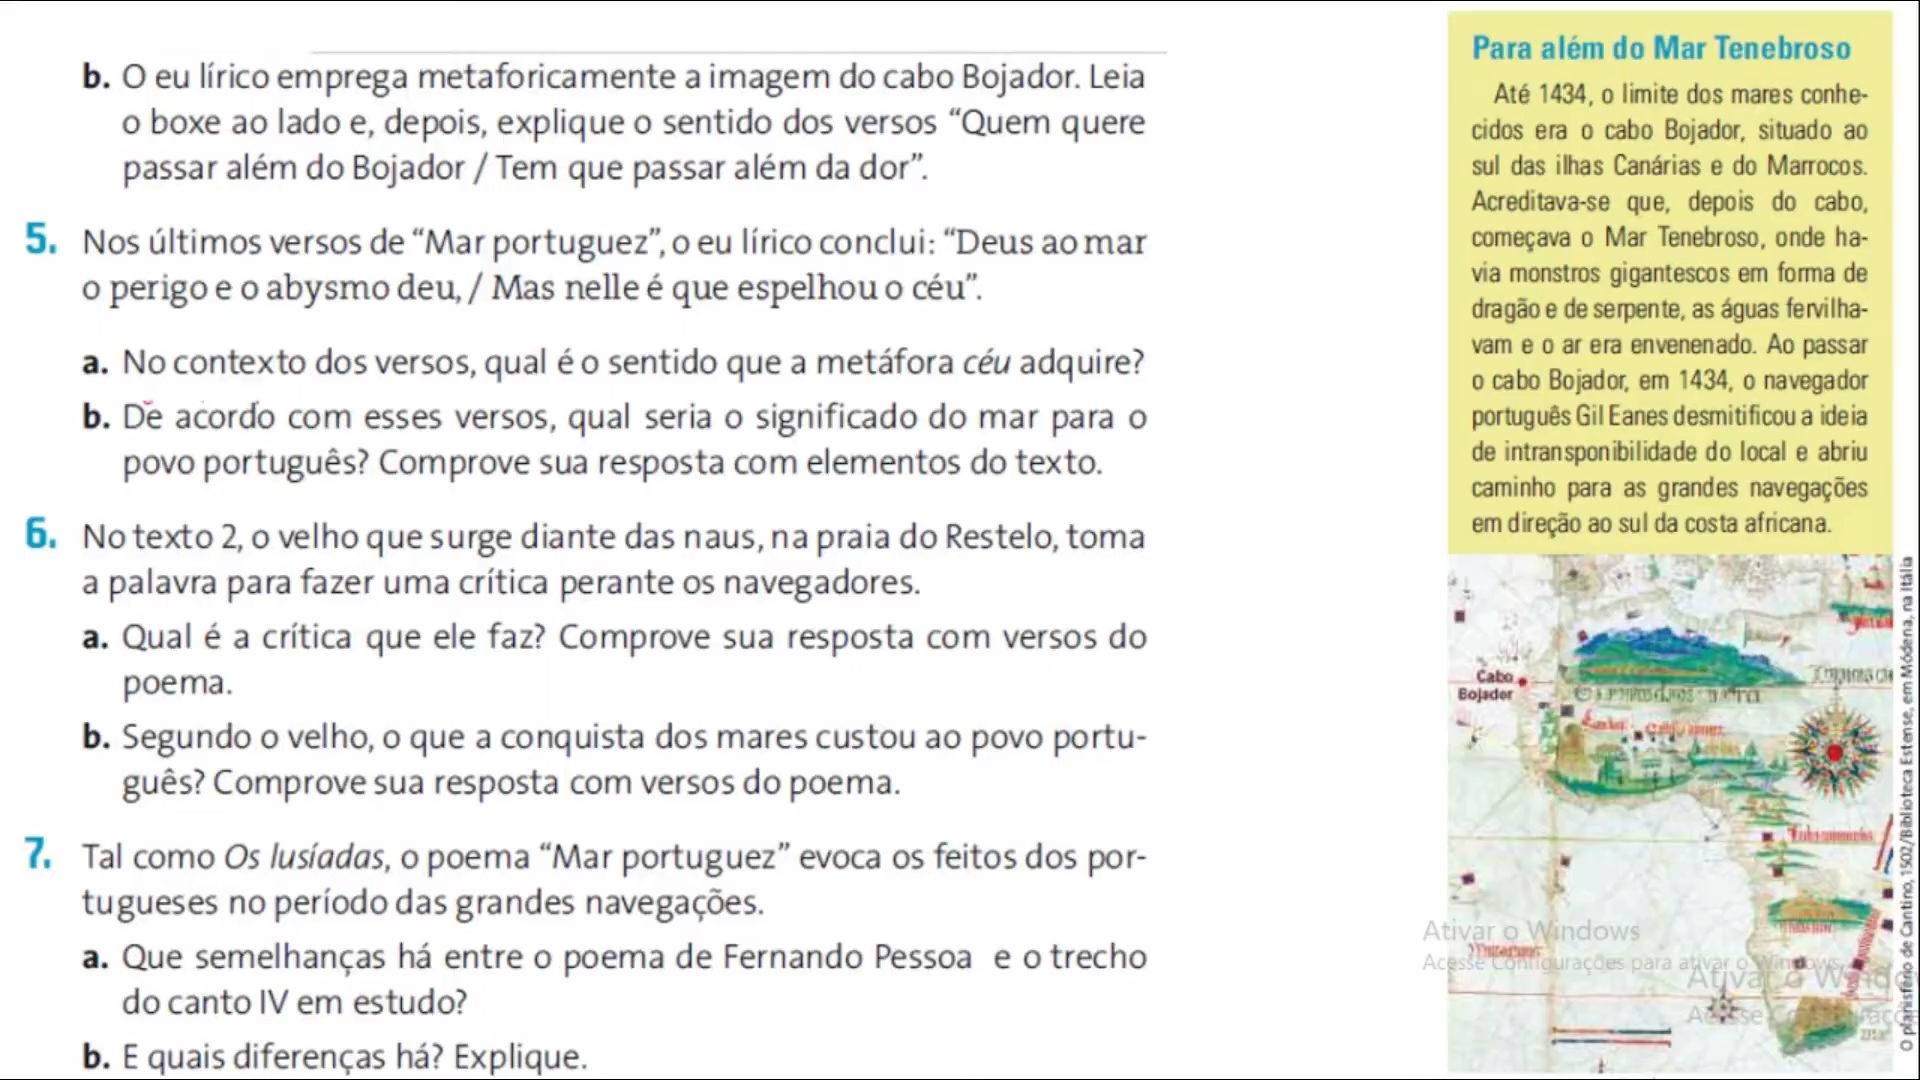 b. O eu lírico emprega metaforicamente a imagem do cabo Bojador. Leia
o boxe ao lado e, depois, explique o sentido dos versos “Quem quere
passar além do Bojador / Tem que passar além da dor”.
5. Nos últimos versos de “Mar portuguez”, o eu lírico conclui: “Deus ao mar
o perigo e o abysmo deu, / Mas nelle é que espelhou o céu”.
a. No contexto dos versos, qual é o sentido que a metáfora céu adquire?
b. De acordo com esses versos, qual seria o significado do mar para o
povo português? Comprove sua resposta com elementos do texto.
6. No texto 2, o velho que surge diante das naus, na praia do Restelo, toma
a palavra para fazer uma crítica perante os navegadores.
a. Qual é a crítica que ele faz? Comprove sua resposta com versos do
poema.
b. Segundo o velho, o que a conquista dos mares custou ao povo portu-
guês? Comprove sua resposta com versos do poema.
7. Tal como Os lusíadas, o poema “Mar portuguez” evoca os feitos dos por-
tugueses no período das grandes navegações.
a. Que semelhanças há entre o poema de Fernando Pessoa e o trecho
do canto IV em estudo?
b. E quais diferenças há? Explique.
Para além do Mar Tenebroso
Até 1434, o limite dos mares conhe-
cidos era o cabo Bojador, situado ao
sul das ilhas Canárias e do Marrocos.
Acreditava-se que, depois do cabo,
começava o Mar Tenebroso, onde ha-
via monstros gigantescos em forma de
dragão e de serpente, as águas fervilha-
vam e o ar era envenenado. Ao passar
o cabo Bojador, em 1434, o navegador
português Gil Eanes desmitificou a ideia
de intransponibilidade do local e abriu
caminho para as grandes navegações
em direção ao sul da costa africana.
Cabo
Bojador
O planisfério de Cantino, 1502/Biblioteca Estense, em Módena, na Itália
Ativar o Windows
Acesse Configurações para ativar o Windows.
Ativar o Windo